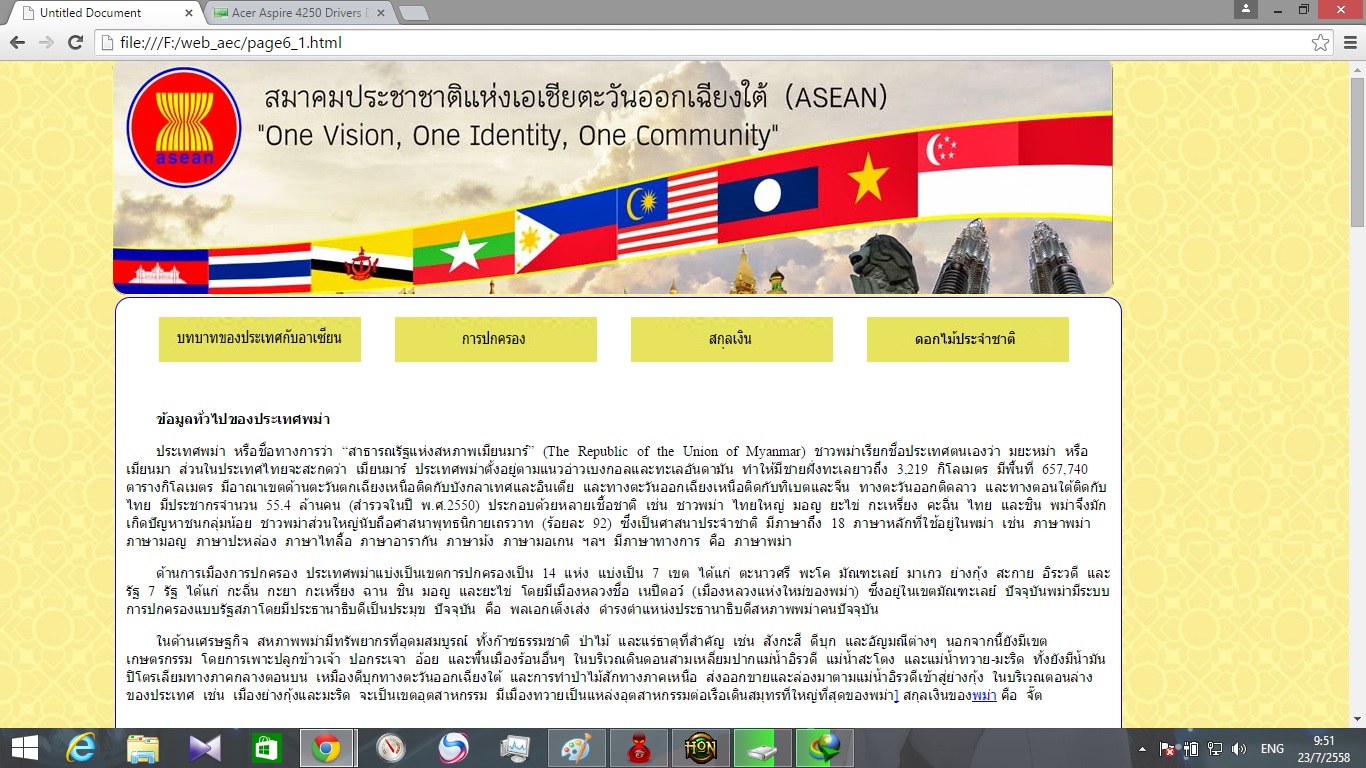 Untitled Document
Acer Aspire 4250 Drivers
file:///F:/web_aec/page6_1.html
สมาคมประชาชาติแห่งเอเชียตะวันออกเฉียงใต้ (ASEAN)
"One Vision, One Identity, One Community"
asean
บทบาทของประเทศกับอาเซียน
การปกครอง
สกุลเงิน
ดอกไม้ประจำชาติ
ข้อมูลทั่วไปของประเทศพม่า
ประเทศพม่า หรือชื่อทางการว่า “สาธารณรัฐแห่งสหภาพเมียนมาร์” (The Republic of the Union of Myanmar) ชาวพม่าเรียกชื่อประเทศตนเองว่า มยะหม่า หรือ
เมียนมา ส่วนในประเทศไทยจะสะกดว่า เมียนมาร์ ประเทศพม่าตั้งอยู่ตามแนวอ่าวเบงกอลและทะเลอันดามัน ทำให้มีชายฝั่งทะเลยาวถึง 3,219 กิโลเมตร มีพื้นที่ 657,740
ตารางกิโลเมตร มีอาณาเขตด้านตะวันตกเฉียงเหนือติดกับบังกลาเทศและอินเดีย และทางตะวันออกเฉียงเหนือติดกับทิเบตและจีน ทางตะวันออกติดลาว และทางตอนใต้ติดกับ
ไทย มีประชากรจำนวน 55.4 ล้านคน (สำรวจในปี พ.ศ.2550) ประกอบด้วยหลายเชื้อชาติ เช่น ชาวพม่า ไทยใหญ่ มอญ ยะไข่ กะเหรี่ยง คะฉิ่น ไทย และชิน พม่าจึงมัก
เกิดปัญหาชนกลุ่มน้อย ชาวพม่าส่วนใหญ่นับถือศาสนาพุทธนิกายเถรวาท (ร้อยละ 92) ซึ่งเป็นศาสนาประจำชาติ มีภาษาถึง 18 ภาษาหลักที่ใช้อยู่ในพม่า เช่น ภาษาพม่า
ภาษามอญ ภาษาปะหล่อง ภาษาไทลื้อ ภาษาอารากัน ภาษาม้ง ภาษามอเกน ฯลฯ มีภาษาทางการ คือ ภาษาพม่า
ด้านการเมืองการปกครอง ประเทศพม่าแบ่งเป็นเขตการปกครองเป็น 14 แห่ง แบ่งเป็น 7 เขต ได้แก่ ตะนาวศรี พะโค มัณฑะเลย์ มาเกว ย่างกุ้ง สะกาย อิระวดี และ
รัฐ 7 รัฐ ได้แก่ กะฉิ่น กะยา กะเหรี่ยง ฉาน ชิน มอญ และยะไข่ โดยมีเมืองหลวงชื่อ เนปีดอว์ (เมืองหลวงแห่งใหม่ของพม่า) ซึ่งอยู่ในเขตมัณฑะเลย์ ปัจจุบันพม่ามีระบบ
การปกครองแบบรัฐสภาโดยมีประธานาธิบดีเป็นประมุข ปัจจุบัน คือ พลเอกเต็งเส่ง ดำรงตำแหน่งประธานาธิบดีสหภาพพม่าคนปัจจุบัน
ในด้านเศรษฐกิจ สหภาพพม่ามีทรัพยากรที่อุดมสมบูรณ์ ทั้งก๊าซธรรมชาติ ป่าไม้ และแร่ธาตุที่สำคัญ เช่น สังกะสี ดีบุก และอัญมณีต่างๆ นอกจากนี้ยังมีเขต
เกษตรกรรม โดยการเพาะปลูกข้าวเจ้า ปอกระเจา อ้อย และพืชเมืองร้อนอื่นๆ ในบริเวณดินดอนสามเหลี่ยมปากแม่น้ำอิรวดี แม่น้ำสะโตง และแม่น้ำทวาย-มะริด ทั้งยังมีน้ำมัน
ปิโตรเลียมทางภาคกลางตอนบน เหมืองดีบุกทางตะวันออกเฉียงใต้ และการทำป่าไม้สักทางภาคเหนือ ส่งออกขายและล่องมาตามแม่น้ำอิรวดีเข้าสู่ย่างกุ้ง ในบริเวณตอนล่าง
ของประเทศ เช่น เมืองย่างกุ้งและมะริด จะเป็นเขตอุตสาหกรรม มีเมืองทวายเป็นแหล่งอุตสาหกรรมต่อเรือเดินสมุทรที่ใหญ่ที่สุดของพม่า] สกุลเงินของพม่า คือ จั๊ต
HON
ENG
9:51
23/7/2558